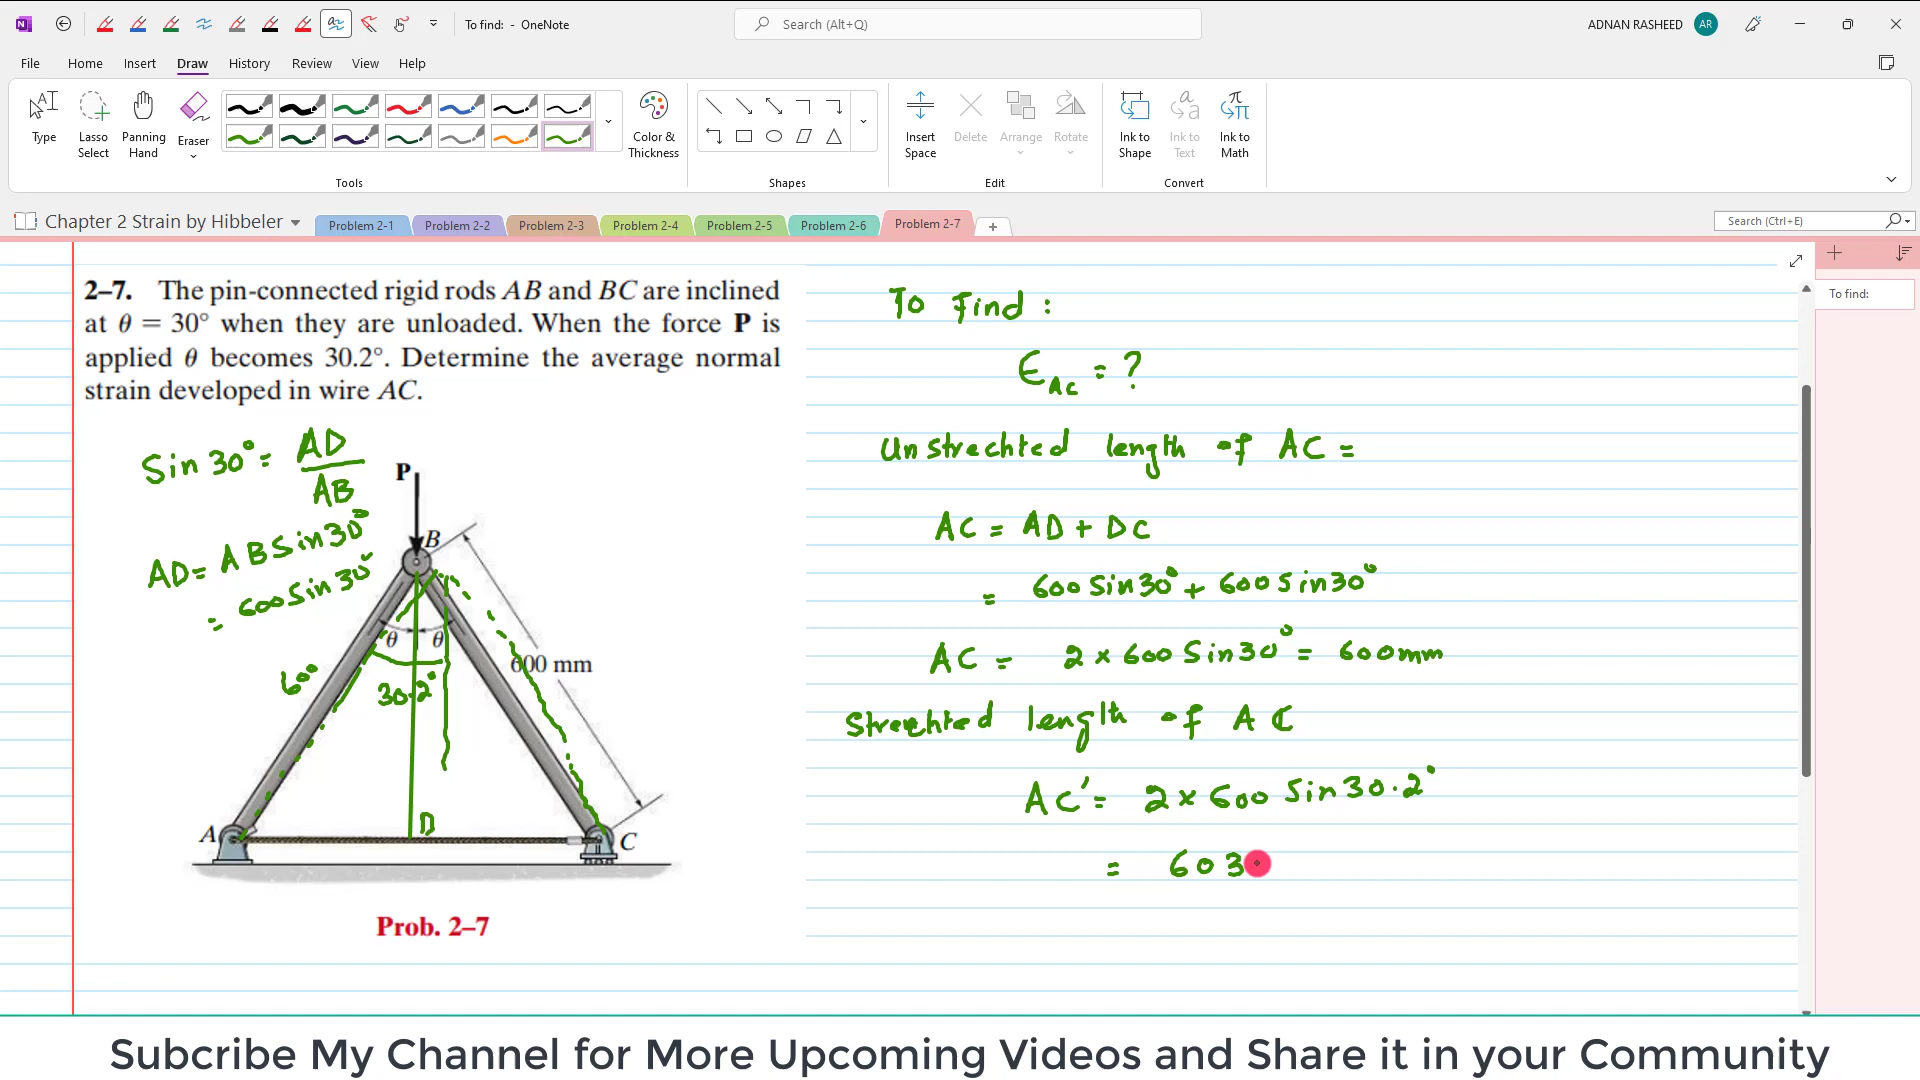 To find: - OneNote
Search (Alt+Q)
ADNAN RASHEED
AR
File Home Insert Draw History Review View Help
Type
Lasso Select
Panning Hand
Eraser
Color & Thickness
Insert Space
Delete
Arrange
Rotate
Ink to Shape
Ink to Text
Ink to Math
Tools
Shapes
Edit
Convert
Chapter 2 Strain by Hibbeler
Problem 2-1
Problem 2-2
Problem 2-3
Problem 2-4
Problem 2-5
Problem 2-6
Problem 2-7
Search (Ctrl+E)
To find:
2–7. The pin-connected rigid rods AB and BC are inclined
at θ = 30° when they are unloaded. When the force P is
applied θ becomes 30.2°. Determine the average normal
strain developed in wire AC.
Sin 30° = AD / AB
AD = AB Sin 30°
= 600 Sin 30°
P
B
θ θ
600 mm
600
30.2°
A
D
C
Prob. 2–7
To Find :
ϵAC = ?
Unstrechted length of AC =
AC = AD + DC
= 600 Sin 30° + 600 Sin 30°
AC = 2 × 600 Sin 30° = 600mm
Strechted length of AC
AC' = 2 × 600 Sin 30.2°
= 603
Subcribe My Channel for More Upcoming Videos and Share it in your Community